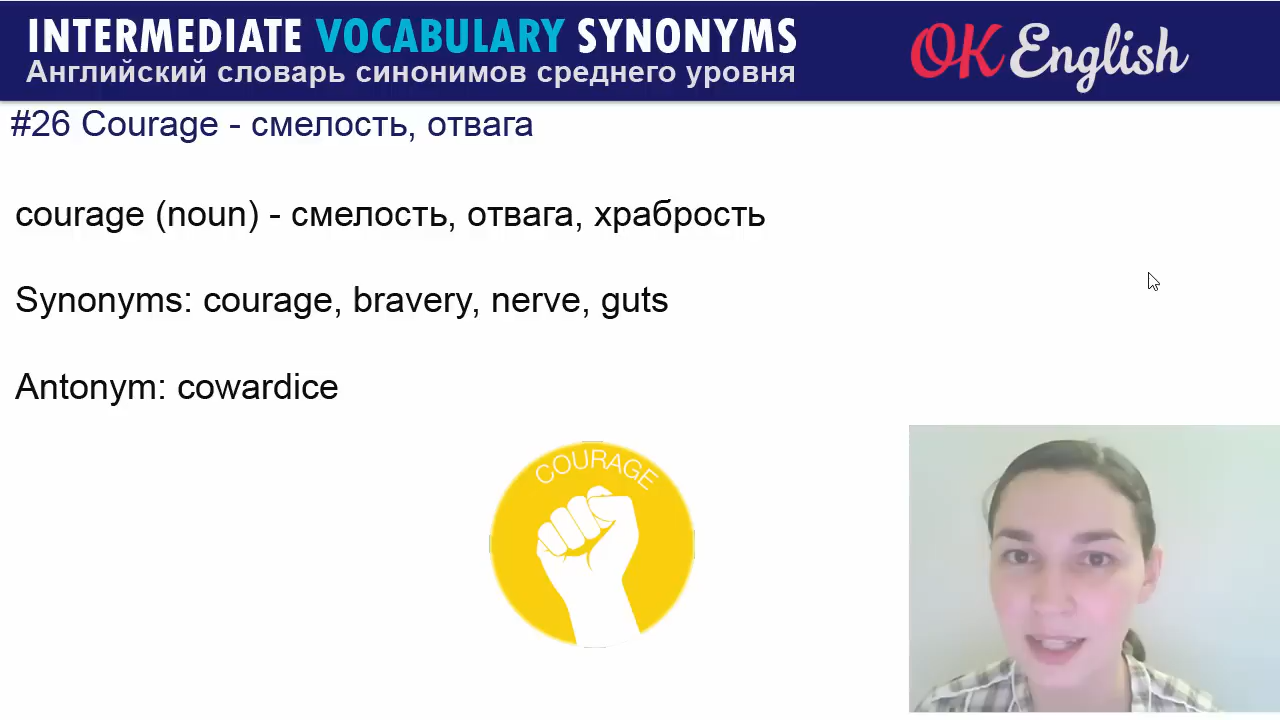 INTERMEDIATE VOCABULARY SYNONYMS
Английский словарь синонимов среднего уровня
OK English
#26 Courage - смелость, отвага
courage (noun) - смелость, отвага, храбрость
Synonyms: courage, bravery, nerve, guts
Antonym: cowardice
COURAGE